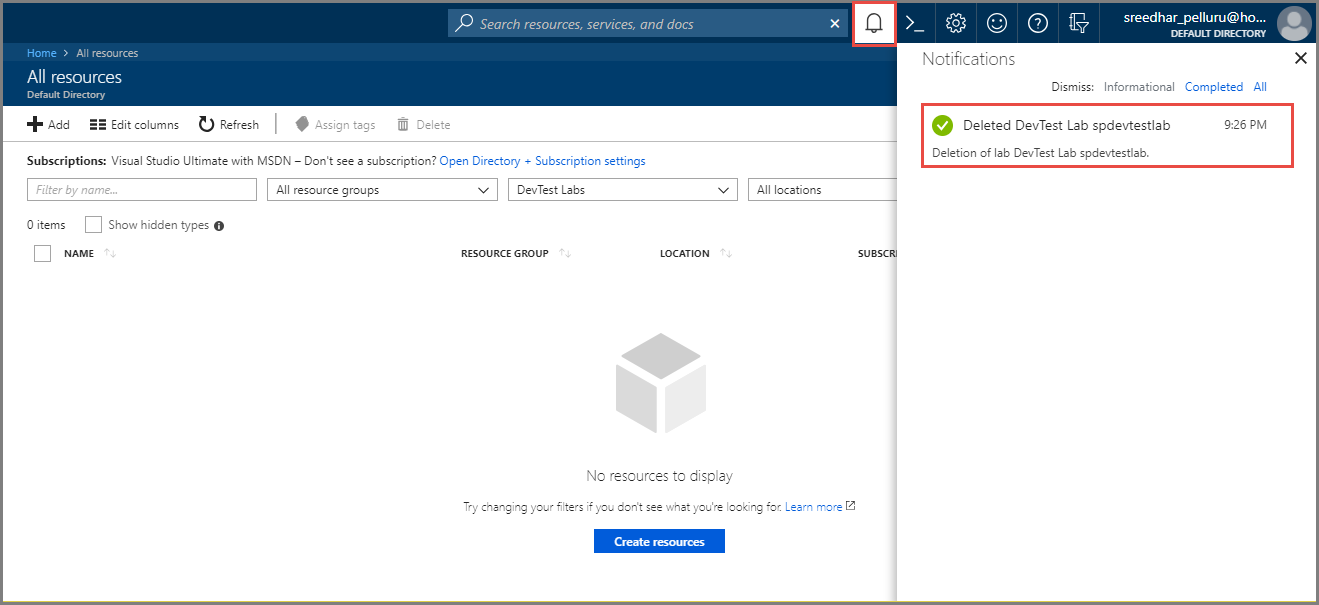 Search resources, services, and docs
sreedhar_pelluru@ho...
DEFAULT DIRECTORY
Home > All resources
All resources
Default Directory
Add Edit columns Refresh Assign tags Delete
Subscriptions: Visual Studio Ultimate with MSDN – Don't see a subscription? Open Directory + Subscription settings
Filter by name... All resource groups DevTest Labs All locations
0 items Show hidden types
NAME RESOURCE GROUP LOCATION SUBSCRI
No resources to display
Try changing your filters if you don't see what you're looking for. Learn more
Create resources
Notifications
Dismiss: Informational Completed All
Deleted DevTest Lab spdevtestlab 9:26 PM
Deletion of lab DevTest Lab spdevtestlab.